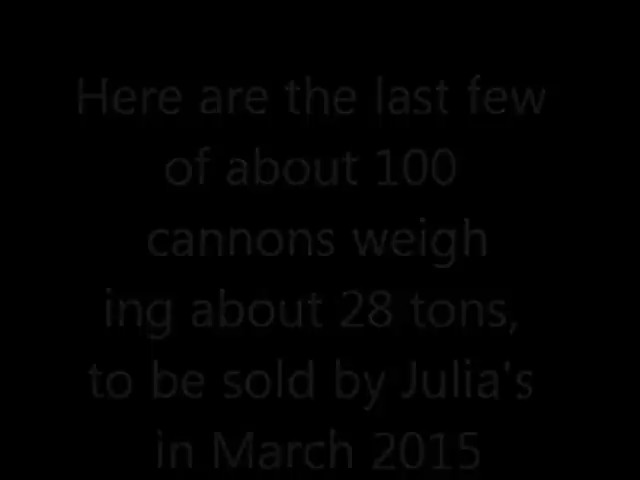 Here are the last few
of about 100
cannons weigh
ing about 28 tons,
to be sold by Julia's
in March 2015